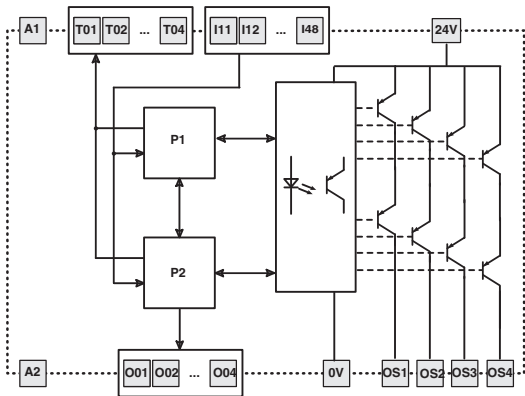 A1 T01 T02 ... T04 I11 I12 ... I48 24V
P1
P2
A2 O01 O02 ... O04 0V OS1 OS2 OS3 OS4